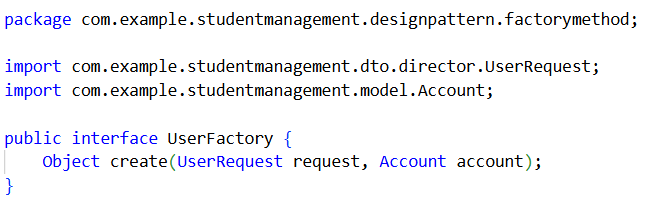 package com.example.studentmanagement.designpattern.factorymethod;
import com.example.studentmanagement.dto.director.UserRequest;
import com.example.studentmanagement.model.Account;
public interface UserFactory {
    Object create(UserRequest request, Account account);
}